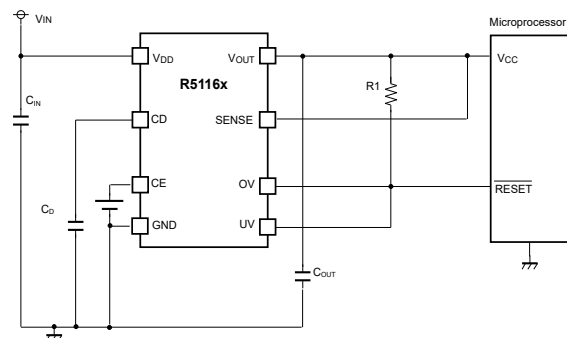 VIN
Microprocessor
VDD
VOUT
VCC
R5116x
R1
CIN
CD
SENSE
CE
OV
RESET
CD
GND
UV
COUT